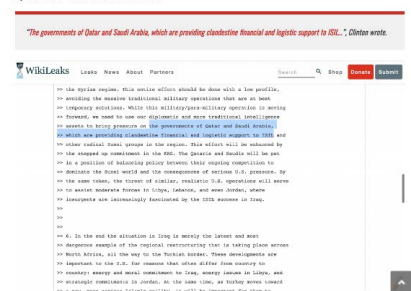 "The governments of Qatar and Saudi Arabia, which are providing clandestine financial and logistic support to ISIL...", Clinton wrote.
WikiLeaks Leaks News About Partners Search Shop Donate Submit
>> the Syrian regime. This entire effort should be done with a low profile,
>> avoiding the massive traditional military operations that are at best
>> temporary solutions. While this military/para-military operation is moving
>> forward, we need to use our diplomatic and more traditional intelligence
>> assets to bring pressure on the governments of Qatar and Saudi Arabia,
>> which are providing clandestine financial and logistic support to ISIL and
>> other radical Sunni groups in the region. This effort will be enhanced by
>> the stepped up commitment in the KRG. The Qataris and Saudis will be put
>> in a position of balancing policy between their ongoing competition to
>> dominate the Sunni world and the consequences of serious U.S. pressure. By
>> the same token, the threat of similar, realistic U.S. operations will serve
>> to assist moderate forces in Libya, Lebanon, and even Jordan, where
>> insurgents are increasingly fascinated by the ISIL success in Iraq.
>>
>>
>> 6. In the end the situation in Iraq is merely the latest and most
>> dangerous example of the regional restructuring that is taking place across
>> North Africa, all the way to the Turkish border. These developments are
>> important to the U.S. for reasons that often differ from country to
>> country: energy and moral commitment to Iraq, energy issues in Libya, and
>> strategic commitments in Jordan. At the same time, as Turkey moves toward